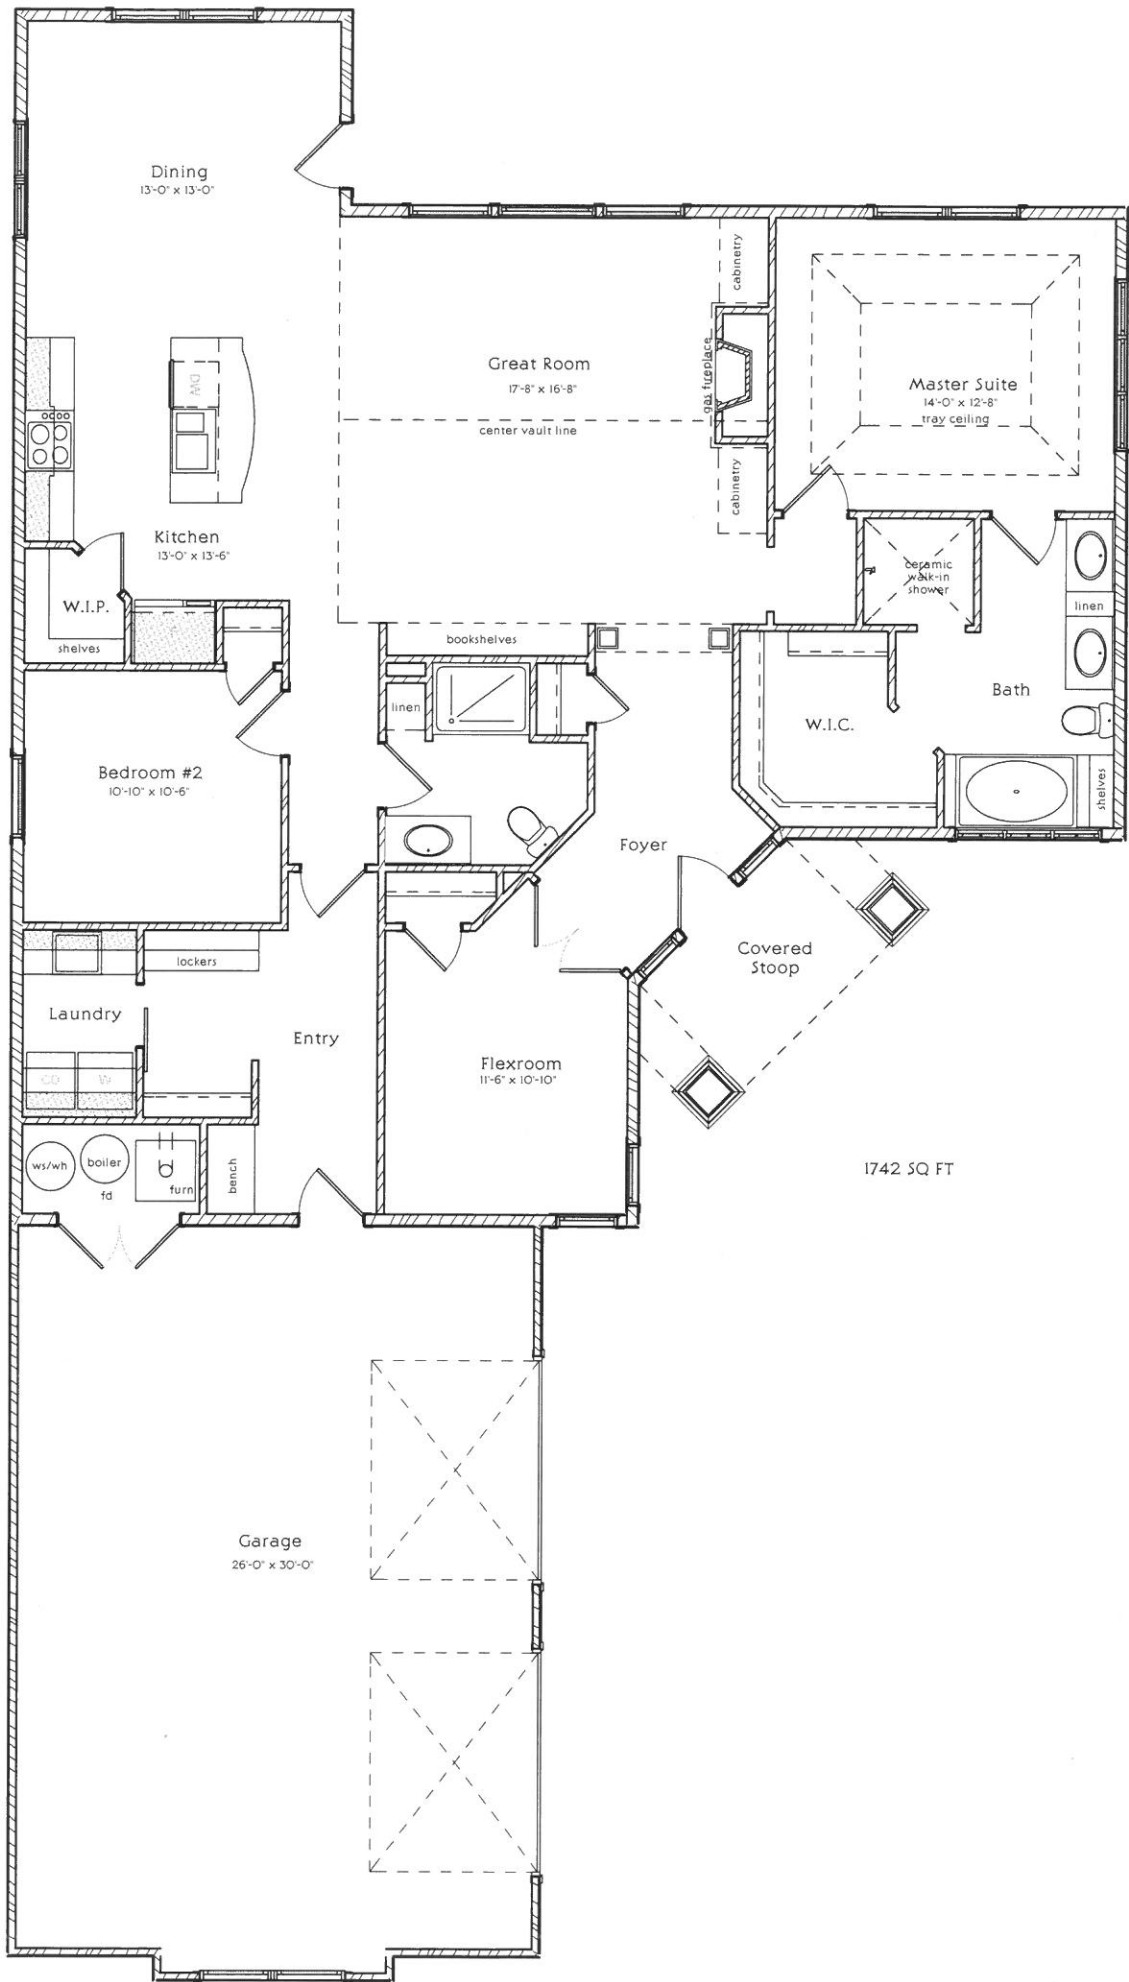 Dining
13'-0" x 13'-0"
cabinetry
Great Room
17'-8" x 16'-8"
gas fireplace
center vault line
cabinetry
Master Suite
14'-0" x 12'-8"
tray ceiling
DW
Kitchen
13'-0" x 13'-6"
W.I.P.
shelves
bookshelves
ceramic
walk-in
shower
linen
Bath
linen
W.I.C.
shelves
Bedroom #2
10'-10" x 10'-6"
Foyer
Covered
Stoop
lockers
Laundry
Entry
Flexroom
11'-6" x 10'-10"
W
ws/wh
boiler
fd
furn
bench
1742 SQ FT
Garage
26'-0" x 30'-0"